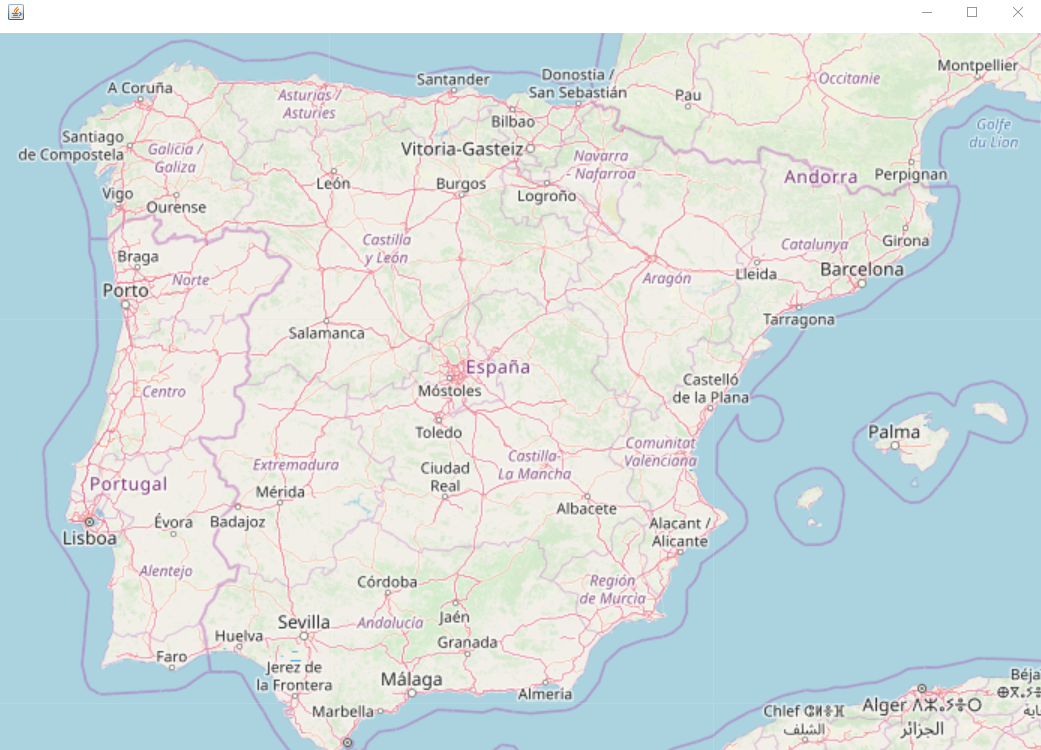 A Coruña
Santander
Donostia /
San Sebastián
Pau
Occitanie
Montpellier
Asturias /
Asturies
Bilbao
Golfe
du Lion
Santiago
de Compostela
Galicia /
Galiza
Vitoria-Gasteiz
Navarra
- Nafarroa
Andorra
Perpignan
León
Burgos
Logroño
Vigo
Ourense
Castilla
y León
Catalunya
Girona
Braga
Norte
Aragón
Lleida
Barcelona
Porto
Tarragona
Salamanca
España
Móstoles
Castelló
de la Plana
Centro
Toledo
Palma
Comunitat
Valenciana
Castilla-
La Mancha
Extremadura
Ciudad
Real
Portugal
Mérida
Albacete
Évora
Badajoz
Alacant /
Alicante
Lisboa
Alentejo
Córdoba
Región
de Murcia
Jaén
Sevilla
Andalucía
Huelva
Granada
Faro
Jerez de
la Frontera
Málaga
Almería
Marbella
Béja
Alger ⴷⵣⴰⵢⴻⵔ
الجزائر
Chlef
الشلف